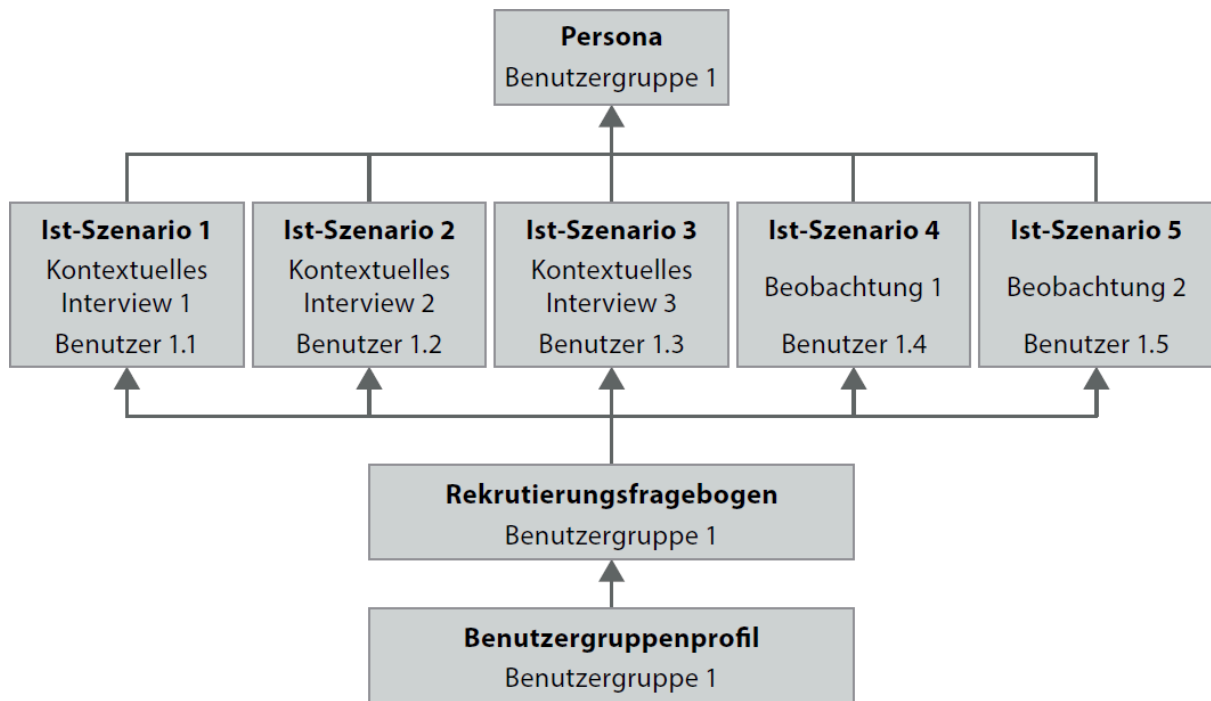 Persona
Benutzergruppe 1
Ist-Szenario 1
Kontextuelles
Interview 1
Benutzer 1.1
Ist-Szenario 2
Kontextuelles
Interview 2
Benutzer 1.2
Ist-Szenario 3
Kontextuelles
Interview 3
Benutzer 1.3
Ist-Szenario 4
Beobachtung 1
Benutzer 1.4
Ist-Szenario 5
Beobachtung 2
Benutzer 1.5
Rekrutierungsfragebogen
Benutzergruppe 1
Benutzergruppenprofil
Benutzergruppe 1